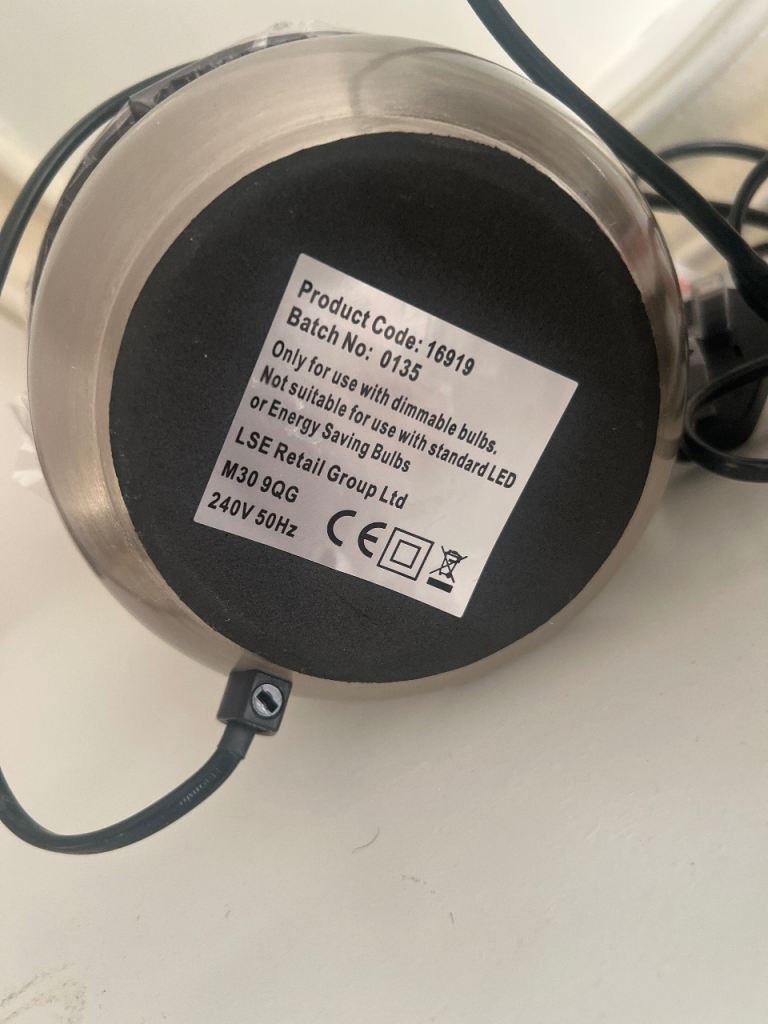 Product Code: 16919
Batch No: 0135
Only for use with dimmable bulbs.
Not suitable for use with standard LED
or Energy Saving Bulbs
LSE Retail Group Ltd
M30 9QG
240V 50Hz CE